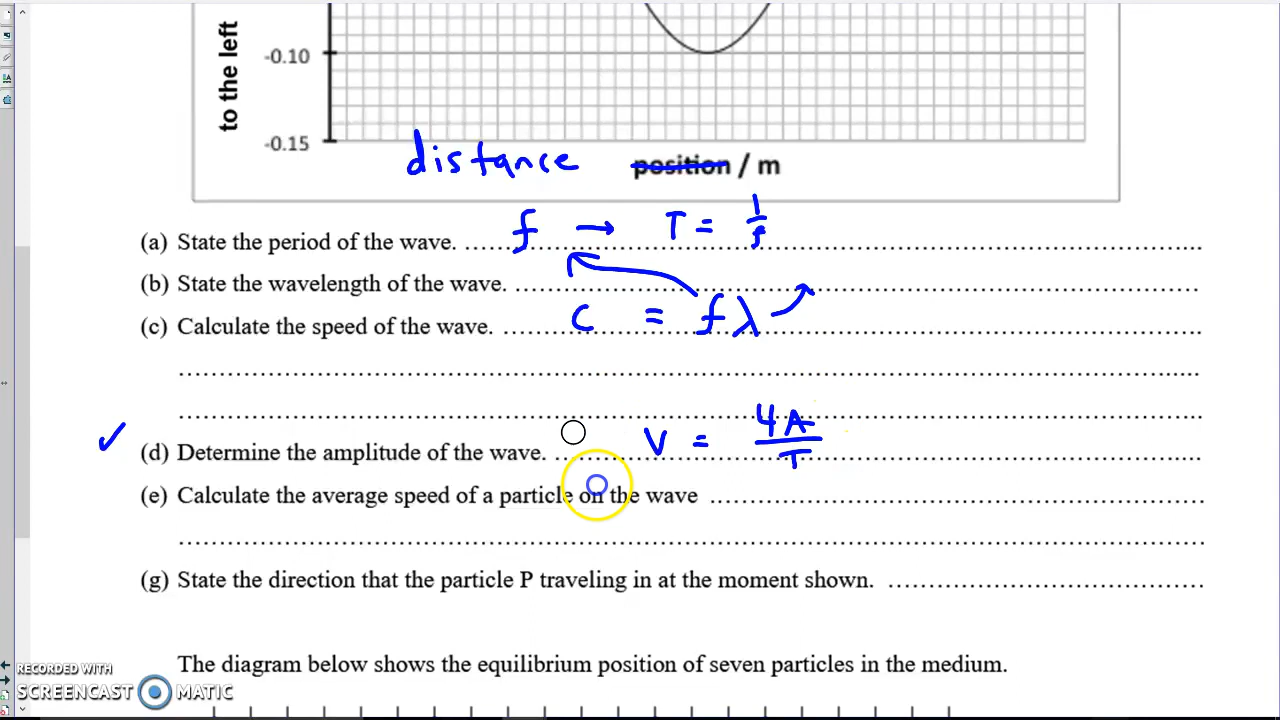 to the left
-0.10
-0.15
distance position / m
f → T = 1/f
(a) State the period of the wave. ..........
(b) State the wavelength of the wave. ..........
c = fλ
(c) Calculate the speed of the wave. ..........
..........
..........
v = 4A/T
✓ (d) Determine the amplitude of the wave. ..........
(e) Calculate the average speed of a particle on the wave ..........
..........
(g) State the direction that the particle P traveling in at the moment shown. ..........
The diagram below shows the equilibrium position of seven particles in the medium.
RECORDED WITH
SCREENCAST MATIC